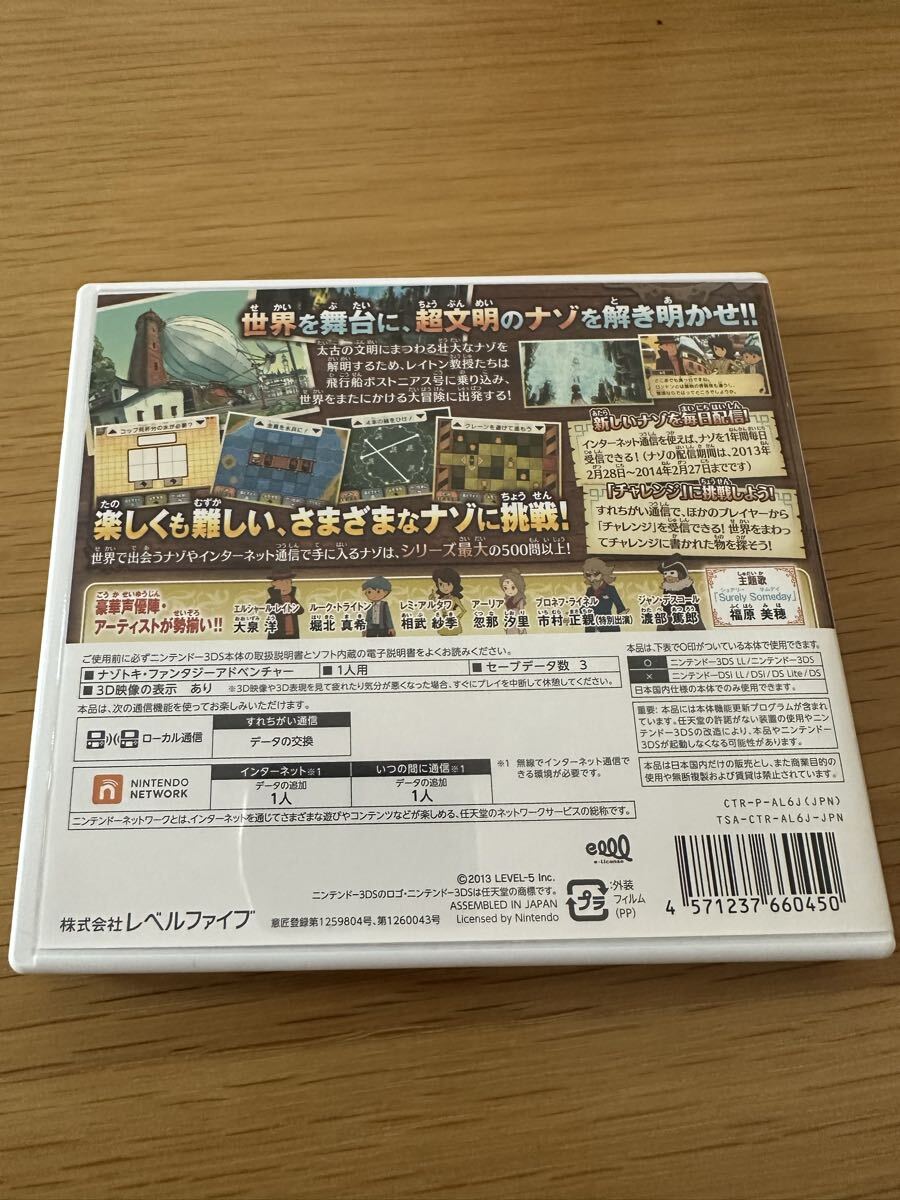 世界を舞台に、超文明のナゾを解き明かせ!!
太古の文明にまつわる壮大なナゾを
解明するため、レイトン教授たちは
飛行船ボストニアス号に乗り込み、
世界をまたにかける大冒険に出発する!
コップ何杯分の水が必要?
4本の輪をひけ!
クレーンを避けて進もう!
楽しくも難しい、さまざまなナゾに挑戦!
世界で出会うナゾやインターネット通信で手に入るナゾは、シリーズ最大の500問以上!
新しいナゾを毎日配信!
インターネット通信を使えば、ナゾを1年間毎日
受信できる!(ナゾの配信期間は、2013年
2月28日〜2014年2月27日までです)
「チャレンジ」に挑戦しよう!
すれちがい通信で、ほかのプレイヤーから
「チャレンジ」を受信できる!世界をまわっ
てチャレンジに書かれた物を探そう!
豪華声優陣・
アーティストが勢揃い!!
エルシャール・レイトン
大泉 洋
ルーク・トライトン
堀北 真希
レミ・アルタワ
相武 紗季
アーリア
忽那 汐里
ブロネフ・ライネル
市村 正親(特別出演)
ジャン・デスコール
渡部 篤郎
主題歌
「Surely Someday」
福原 美穂
ご使用前に必ずニンテンドー3DS本体の取扱説明書とソフト内蔵の電子説明書をよくお読みください。
■ナゾトキ・ファンタジーアドベンチャー
■1人用
■セーブデータ数 3
■3D映像の表示 あり
※3D映像や3D表現を見て疲れたり気分が悪くなった場合、すぐにプレイを中断して休憩してください。
本品は、次の通信機能を使ってお楽しみいただけます。
ローカル通信
すれちがい通信
データの交換
NINTENDO
NETWORK
インターネット※1
データの追加
1人
いつの間に通信※1
データの追加
1人
※1 無線でインターネット通信で
きる環境が必要です。
ニンテンドーネットワークとは、インターネットを通じてさまざまな遊びやコンテンツなどが楽しめる、任天堂のネットワークサービスの総称です。
本品は、下表で○印がついている本体で使用できます。
○ ニンテンドー3DS LL/ニンテンドー3DS
× ニンテンドーDSi LL/DSi/DS Lite/DS
日本国内仕様の本体でのみ使用できます。
重要:本品には本体機能更新プログラムが含まれ
ています。任天堂の許諾がない装置の使用やニン
テンドー3DSの改造により、本品やニンテンドー
3DSが起動しなくなる可能性があります。
本品は日本国内だけの販売とし、また商業目的の
使用や無断複製および賃貸は禁止されています。
CTR-P-AL6J(JPN)
TSA-CTR-AL6J-JPN
e-License
©2013 LEVEL-5 Inc.
ニンテンドー3DSのロゴ・ニンテンドー3DSは任天堂の商標です。
ASSEMBLED IN JAPAN
意匠登録第1259804号、第1260043号
Licensed by Nintendo
株式会社レベルファイブ
プラ
:外装
フィルム
(PP)
4 571237 660450